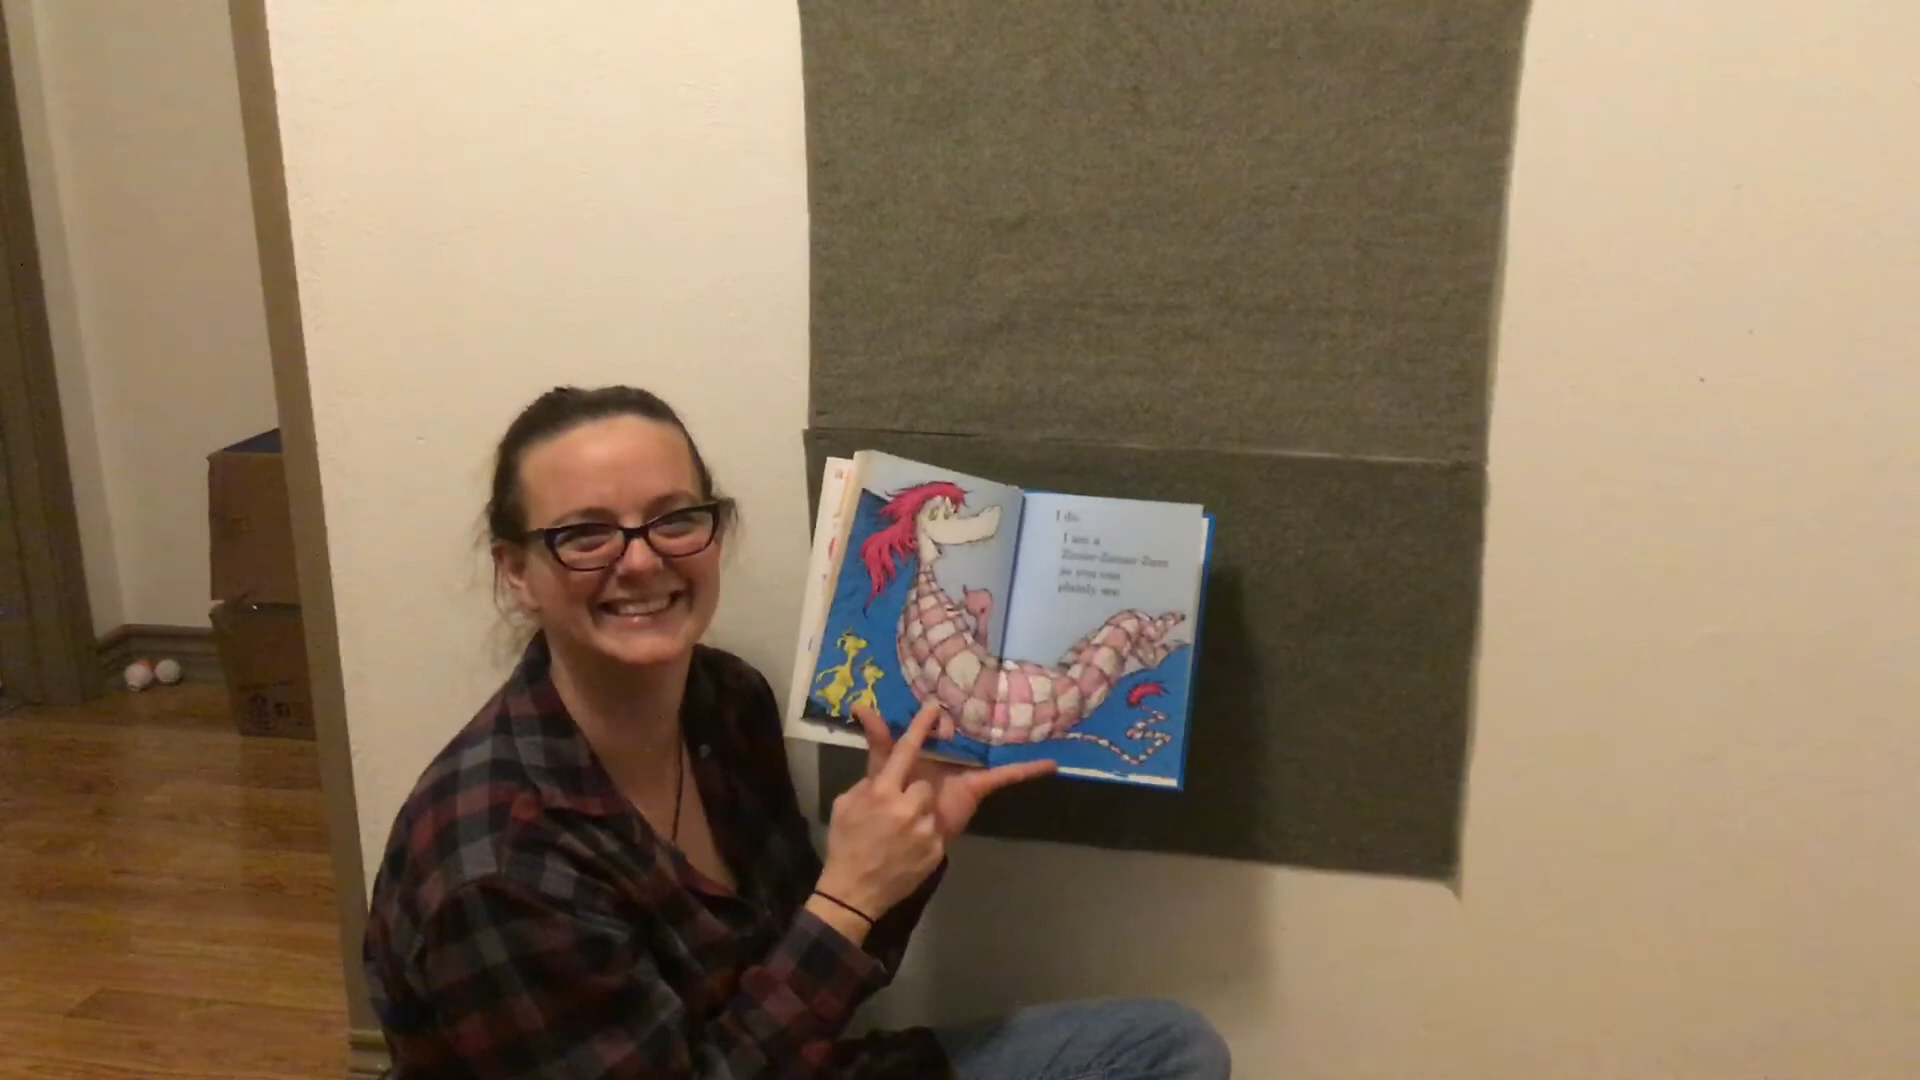 I do.
I am a
Zizzer-Zazzer-Zuzz
as you can
plainly see.